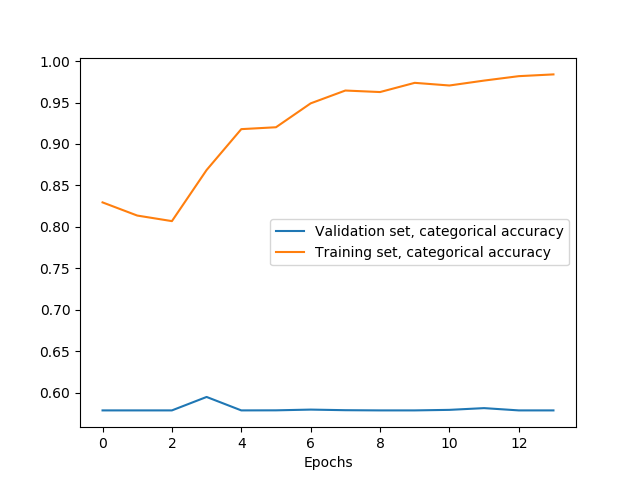 1.00
0.95
0.90
0.85
0.80
0.75
0.70
0.65
0.60
Validation set, categorical accuracy
Training set, categorical accuracy
0 2 4 6 8 10 12
Epochs